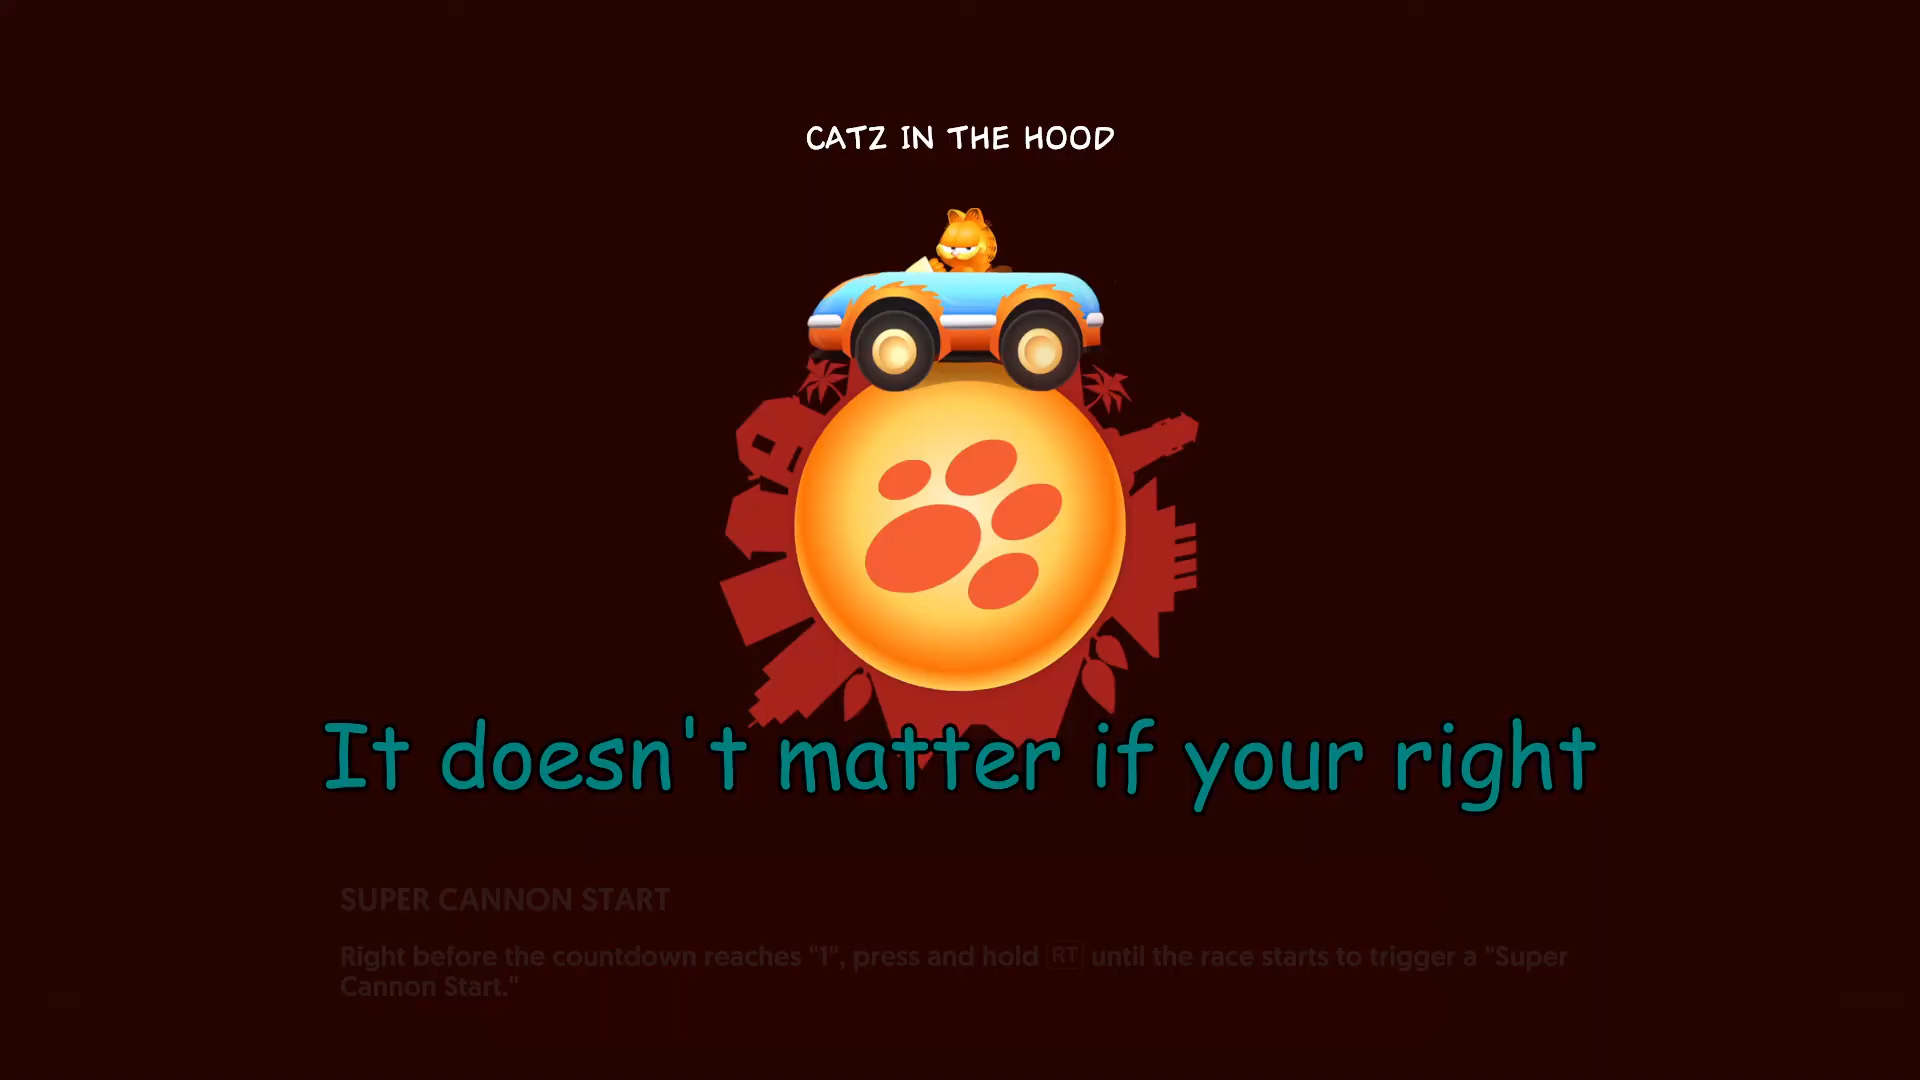 CATZ IN THE HOOD
It doesn't matter if your right
SUPER CANNON START
Right before the countdown reaches "1", press and hold RT until the race starts to trigger a "Super
Cannon Start."